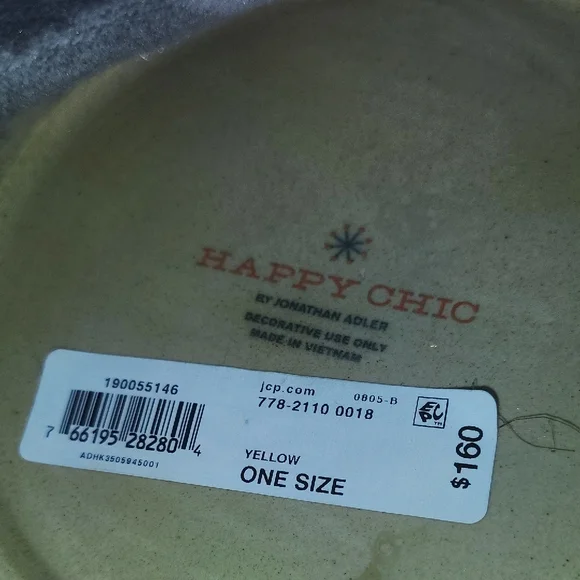 HAPPY CHIC
BY JONATHAN ADLER
DECORATIVE USE ONLY
MADE IN VIETNAM
190055146
7 66195 28280 4
ADHK3505945001
jcp.com 0805-B
778-2110 0018
YELLOW
ONE SIZE
$160